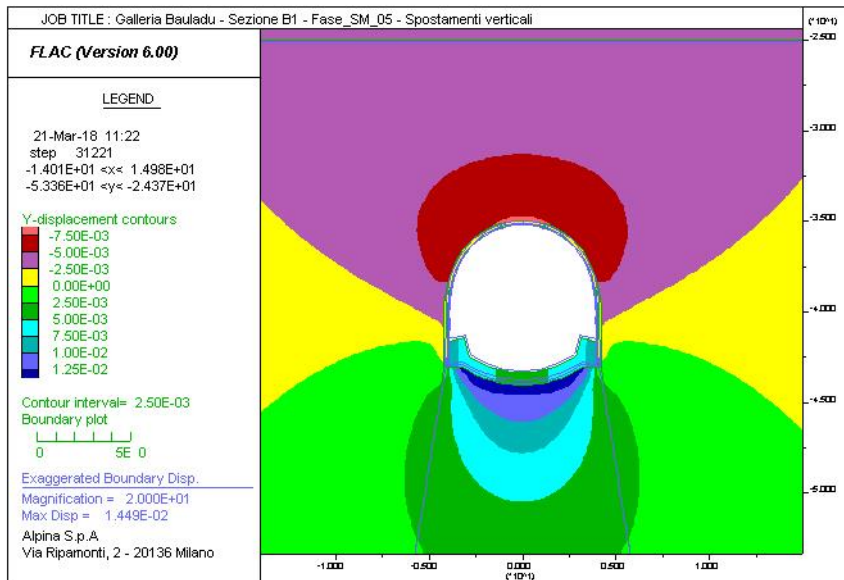 JOB TITLE : Galleria Bauladu - Sezione B1 - Fase_SM_05 - Spostamenti verticali
(*10^1)
FLAC (Version 6.00)
LEGEND
21-Mar-18 11:22
step 31221
-1.401E+01 <x< 1.498E+01
-5.336E+01 <y< -2.437E+01
Y-displacement contours
-7.50E-03
-5.00E-03
-2.50E-03
0.00E+00
2.50E-03
5.00E-03
7.50E-03
1.00E-02
1.25E-02
Contour interval= 2.50E-03
Boundary plot
0 5E 0
Exaggerated Boundary Disp.
Magnification = 2.000E+01
Max Disp = 1.449E-02
Alpina S.p.A
Via Ripamonti, 2 - 20136 Milano
-2.500
-3.000
-3.500
-4.000
-4.500
-5.000
-1.000 -0.500 0.000 0.500 1.000
(*10^1)